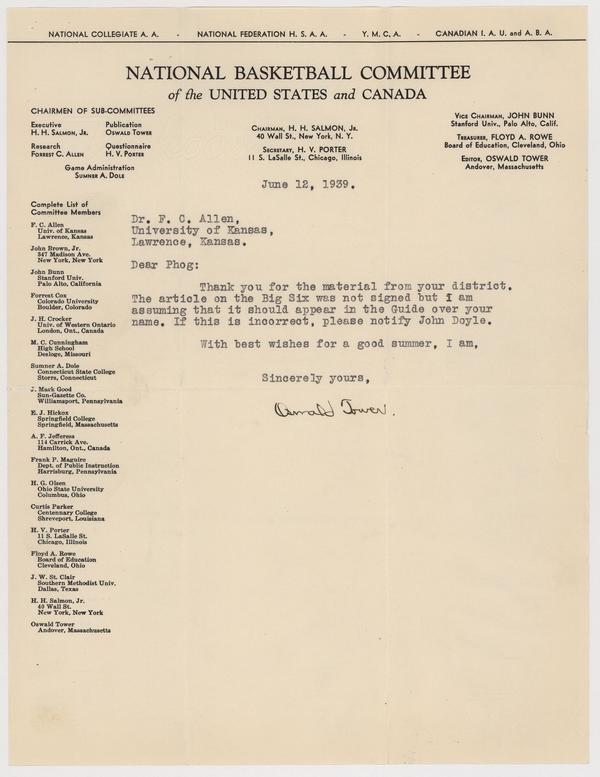 NATIONAL COLLEGIATE A. A. - NATIONAL FEDERATION H. S. A. A. - Y. M. C. A. - CANADIAN I. A. U. and A. B. A.
NATIONAL BASKETBALL COMMITTEE
of the UNITED STATES and CANADA
CHAIRMEN OF SUB-COMMITTEES
Executive
H. H. SALMON, JR.
Publication
OSWALD TOWER
Research
FORREST C. ALLEN
Questionnaire
H. V. PORTER
Game Administration
SUMNER A. DOLE
CHAIRMAN, H. H. SALMON, JR.
40 Wall St., New York, N. Y.
SECRETARY, H. V. PORTER
11 S. LaSalle St., Chicago, Illinois
VICE CHAIRMAN, JOHN BUNN
Stanford Univ., Palo Alto, Calif.
TREASURER, FLOYD A. ROWE
Board of Education, Cleveland, Ohio
EDITOR, OSWALD TOWER
Andover, Massachusetts
June 12, 1939.
Complete List of
Committee Members
F. C. Allen
Univ. of Kansas
Lawrence, Kansas
John Brown, Jr.
347 Madison Ave.
New York, New York
John Bunn
Stanford Univ.
Palo Alto, California
Forrest Cox
Colorado University
Boulder, Colorado
J. H. Crocker
Univ. of Western Ontario
London, Ont., Canada
M. C. Cunningham
High School
Desloge, Missouri
Sumner A. Dole
Connecticut State College
Storrs, Connecticut
J. Mark Good
Sun-Gazette Co.
Williamsport, Pennsylvania
E. J. Hickox
Springfield College
Springfield, Massachusetts
A. F. Jefferess
114 Carrick Ave.
Hamilton, Ont., Canada
Frank P. Maguire
Dept. of Public Instruction
Harrisburg, Pennsylvania
H. G. Olsen
Ohio State University
Columbus, Ohio
Curtis Parker
Centennary College
Shreveport, Louisiana
H. V. Porter
11 S. LaSalle St.
Chicago, Illinois
Floyd A. Rowe
Board of Education
Cleveland, Ohio
J. W. St. Clair
Southern Methodist Univ.
Dallas, Texas
H. H. Salmon, Jr.
40 Wall St.
New York, New York
Oswald Tower
Andover, Massachusetts
Dr. F. C. Allen,
University of Kansas,
Lawrence, Kansas.
Dear Phog:
Thank you for the material from your district.
The article on the Big Six was not signed but I am
assuming that it should appear in the Guide over your
name. If this is incorrect, please notify John Doyle.
With best wishes for a good summer, I am,
Sincerely yours,
Oswald Tower.